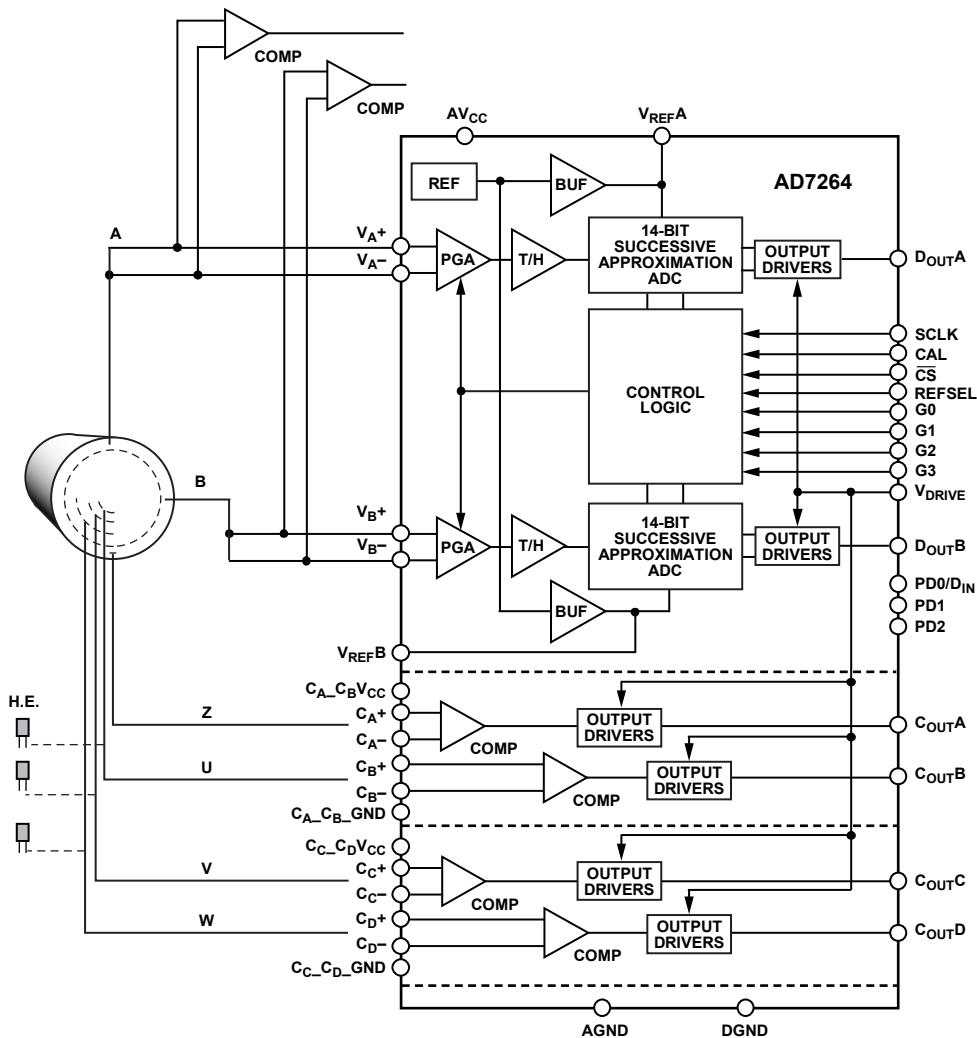 COMP
COMP
AVCC
VREFA
AD7264
REF
BUF
14-BIT
SUCCESSIVE
APPROXIMATION
ADC
OUTPUT
DRIVERS
DOUTA
A
VA+
VA−
PGA
T/H
SCLK
CAL
CS
REFSEL
G0
G1
G2
G3
VDRIVE
CONTROL
LOGIC
B
VB+
VB−
PGA
T/H
14-BIT
SUCCESSIVE
APPROXIMATION
ADC
OUTPUT
DRIVERS
DOUTB
PD0/DIN
PD1
PD2
BUF
VREFB
CA_CBVCC
H.E.
Z
CA+
CA−
COMP
OUTPUT
DRIVERS
COUTA
U
CB+
CB−
COMP
OUTPUT
DRIVERS
COUTB
CA_CB_GND
CC_CDVCC
V
CC+
CC−
COMP
OUTPUT
DRIVERS
COUTC
W
CD+
CD−
COMP
OUTPUT
DRIVERS
COUTD
CC_CD_GND
AGND
DGND